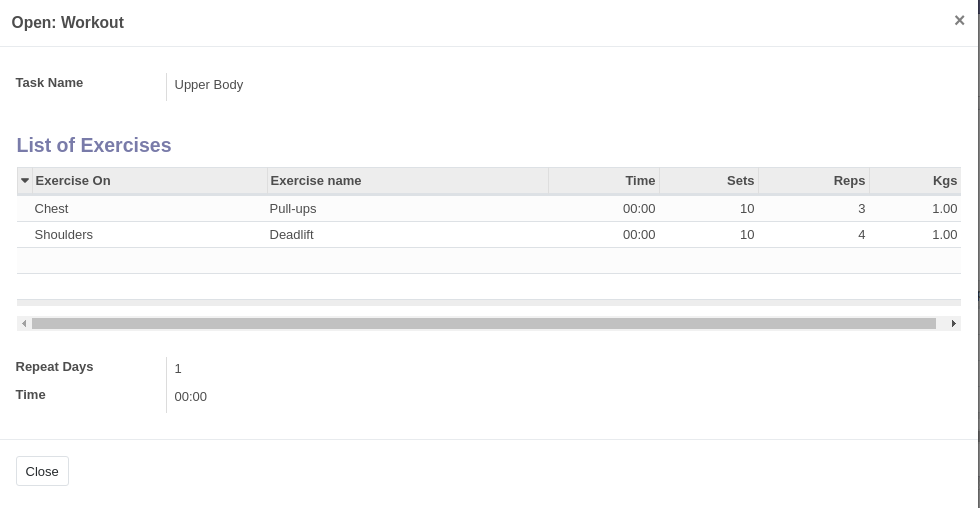 Open: Workout ×
Task Name Upper Body
List of Exercises
Exercise On Exercise name Time Sets Reps Kgs
Chest Pull-ups 00:00 10 3 1.00
Shoulders Deadlift 00:00 10 4 1.00
Repeat Days 1
Time 00:00
Close